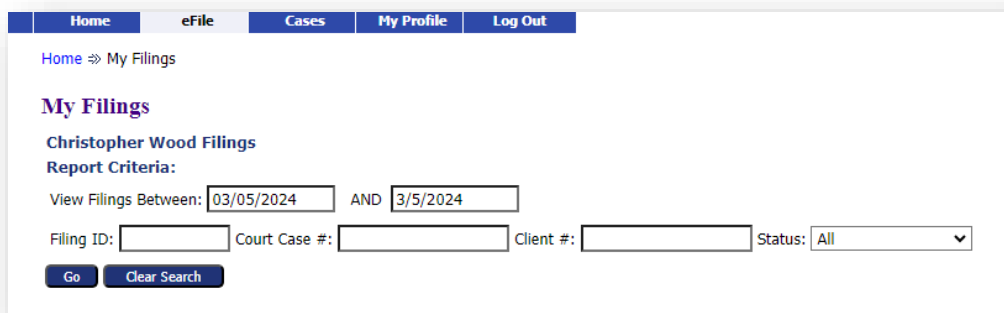 Home eFile Cases My Profile Log Out
Home ⇒ My Filings
My Filings
Christopher Wood Filings
Report Criteria:
View Filings Between: 03/05/2024 AND 3/5/2024
Filing ID: Court Case #: Client #: Status: All
Go Clear Search